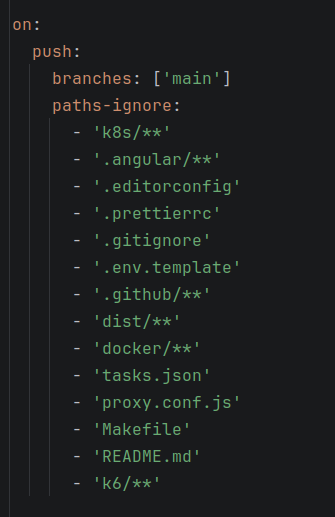 on:
  push:
    branches: ['main']
    paths-ignore:
      - 'k8s/**'
      - '.angular/**'
      - '.editorconfig'
      - '.prettierrc'
      - '.gitignore'
      - '.env.template'
      - '.github/**'
      - 'dist/**'
      - 'docker/**'
      - 'tasks.json'
      - 'proxy.conf.js'
      - 'Makefile'
      - 'README.md'
      - 'k6/**'